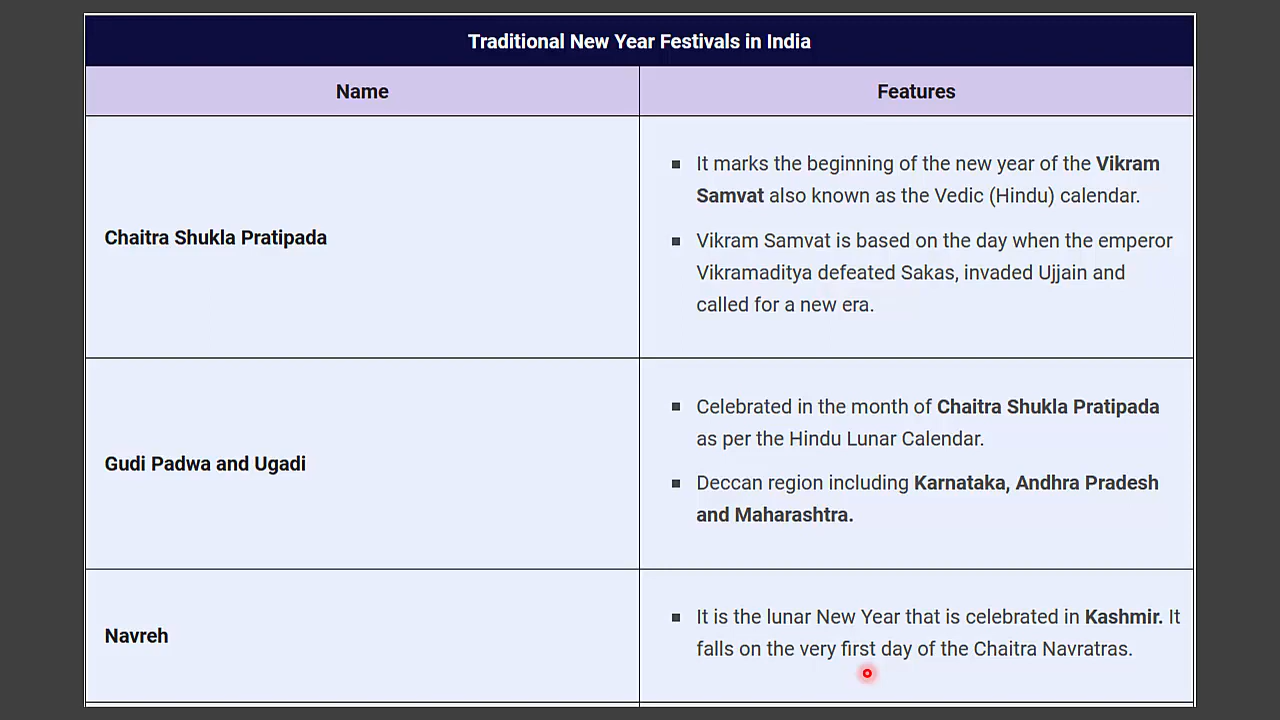 Traditional New Year Festivals in India
Name
Features
Chaitra Shukla Pratipada
It marks the beginning of the new year of the Vikram
Samvat also known as the Vedic (Hindu) calendar.
Vikram Samvat is based on the day when the emperor
Vikramaditya defeated Sakas, invaded Ujjain and
called for a new era.
Gudi Padwa and Ugadi
Celebrated in the month of Chaitra Shukla Pratipada
as per the Hindu Lunar Calendar.
Deccan region including Karnataka, Andhra Pradesh
and Maharashtra.
Navreh
It is the lunar New Year that is celebrated in Kashmir. It
falls on the very first day of the Chaitra Navratras.